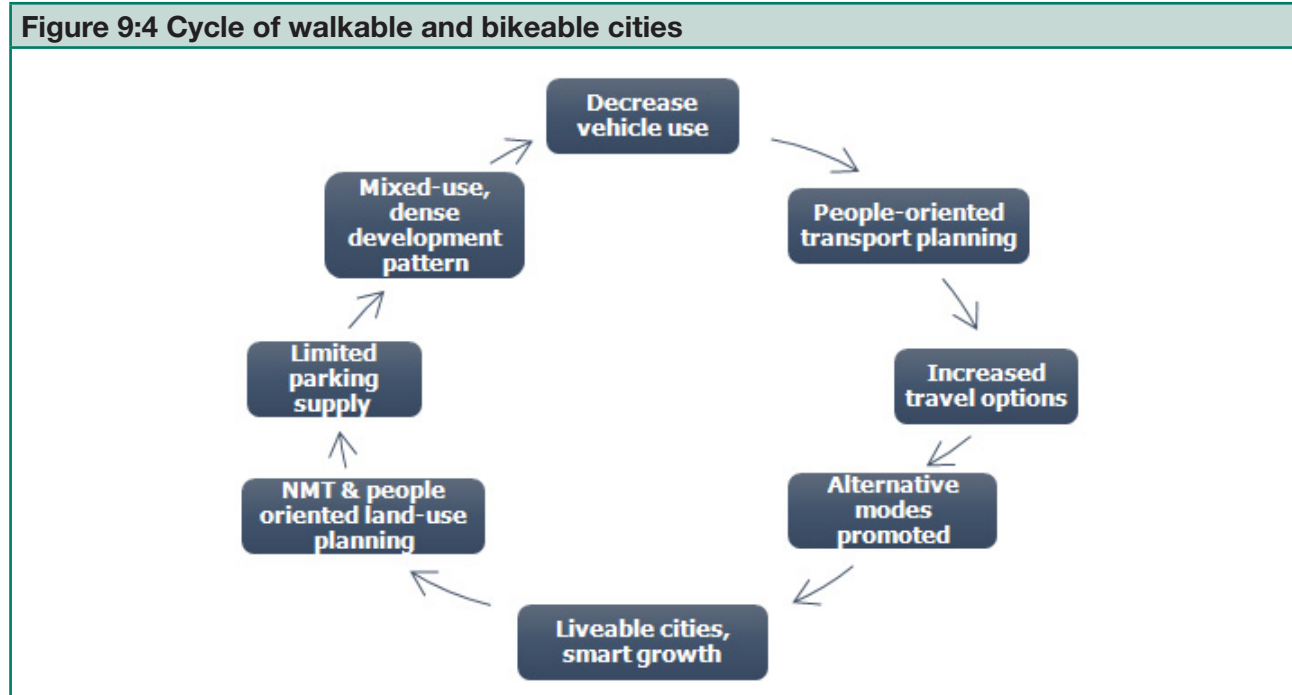 Figure 9:4 Cycle of walkable and bikeable cities
Decrease
vehicle use
People-oriented
transport planning
Increased
travel options
Alternative
modes
promoted
Liveable cities,
smart growth
NMT & people
oriented land-use
planning
Limited
parking
supply
Mixed-use,
dense
development
pattern